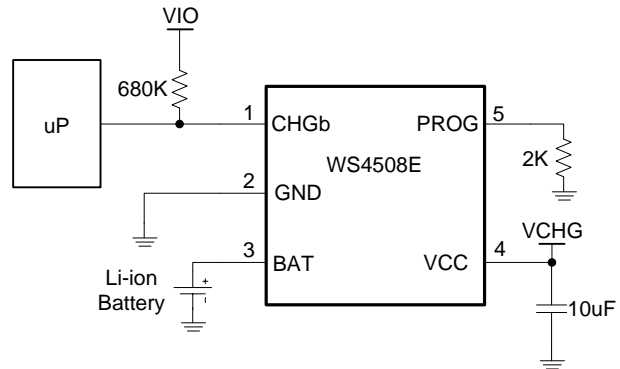 VIO
680K
uP
1
CHGb
PROG
5
WS4508E
2K
2
GND
VCHG
3
BAT
VCC
4
Li-ion
Battery
+
-
10uF